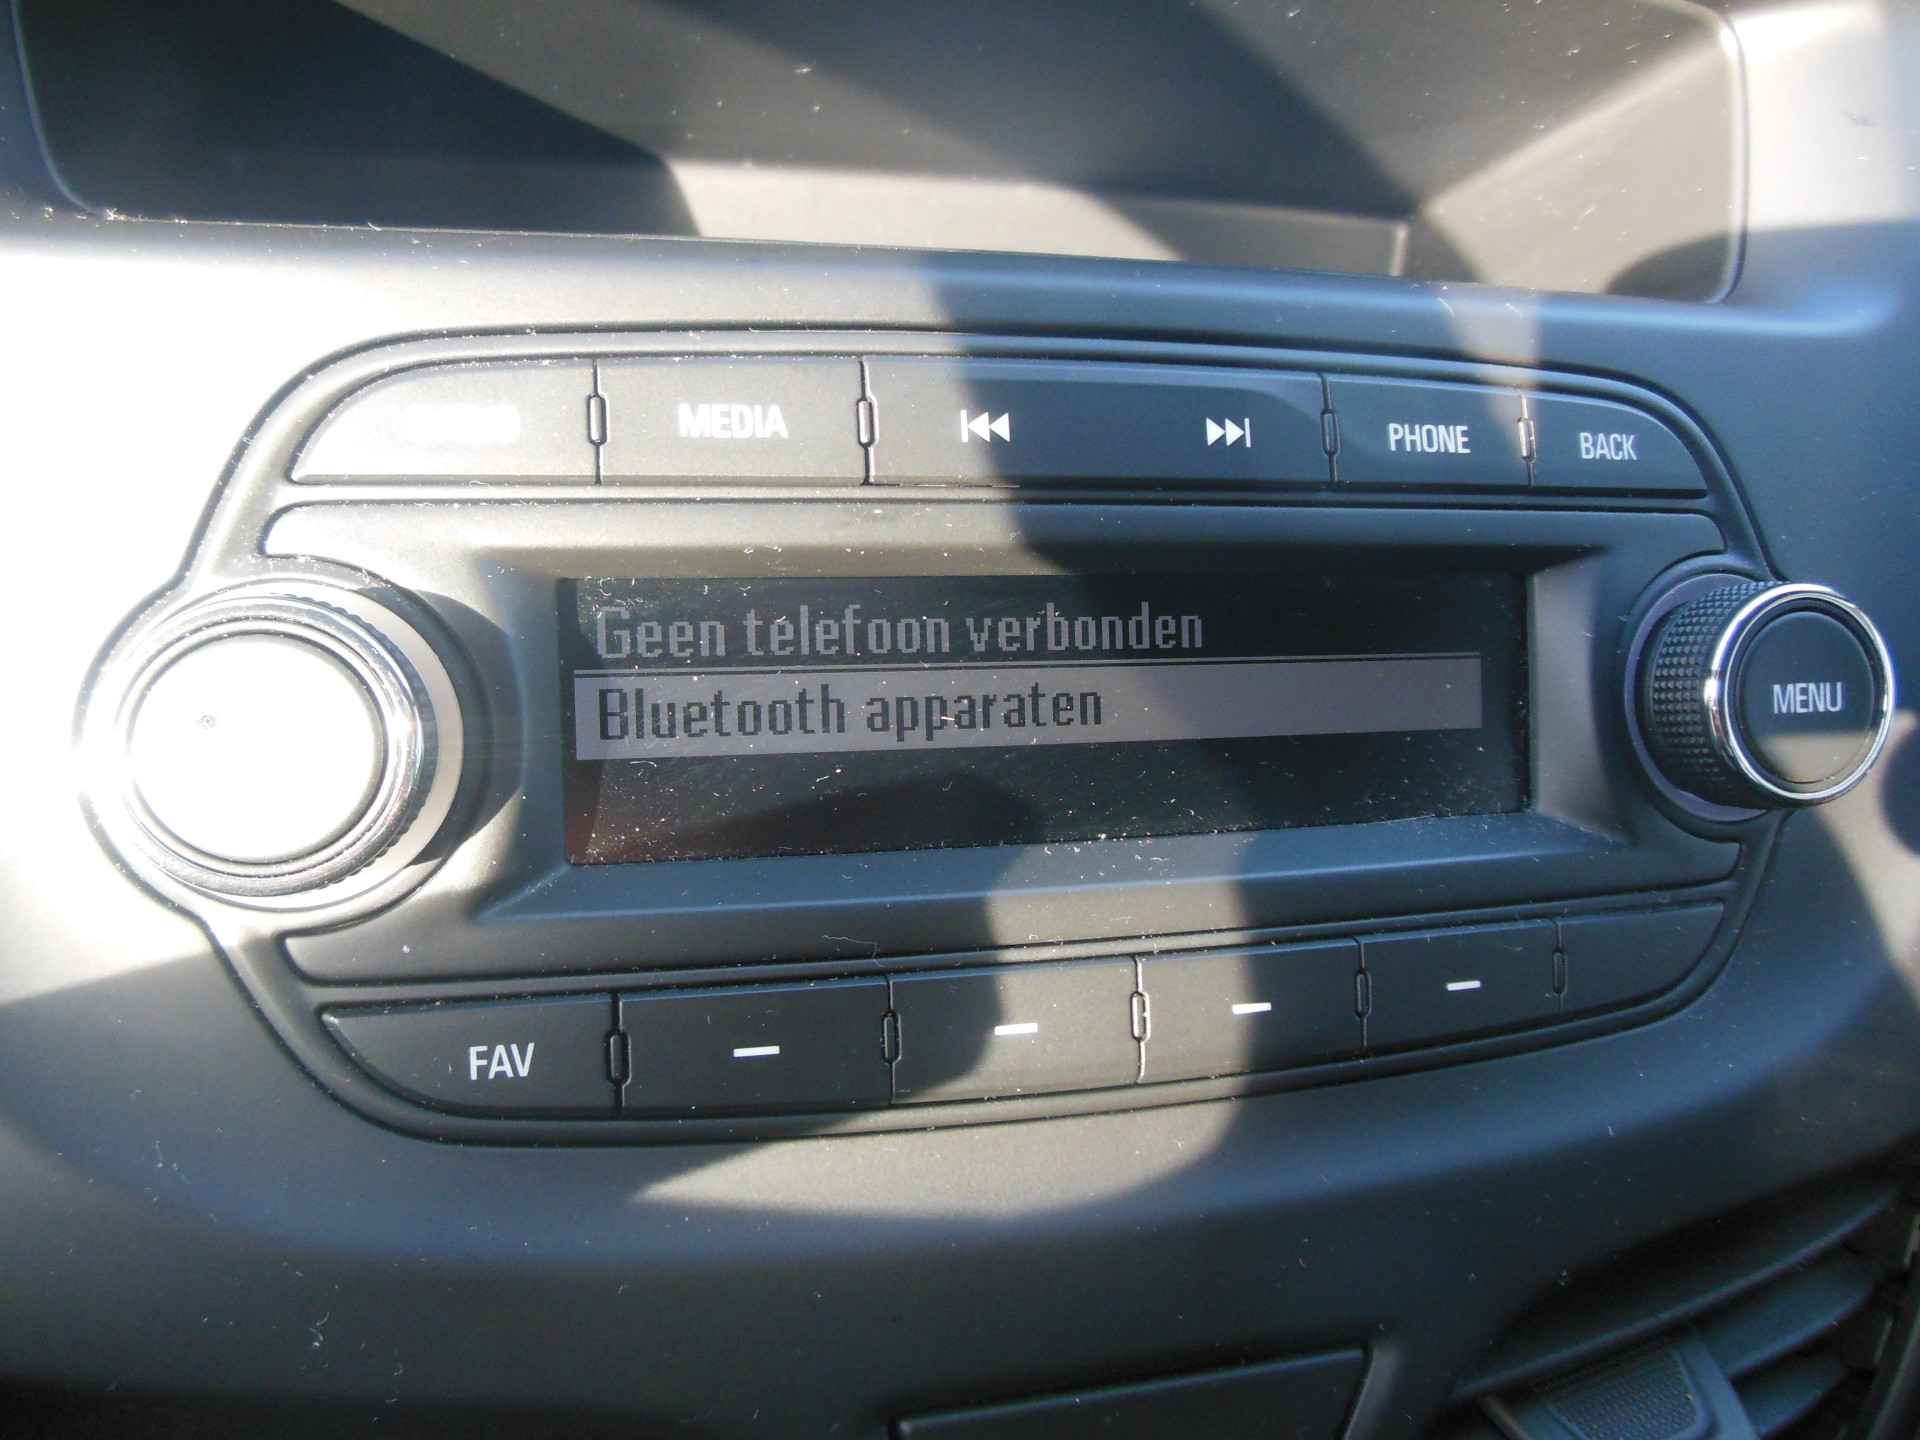 MEDIA
PHONE
BACK
Geen telefoon verbonden
Bluetooth apparaten
MENU
FAV